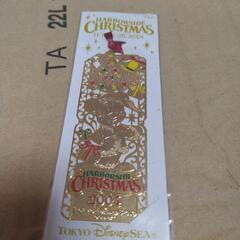 HARBORSIDE
CHRISTMAS
HARBORSIDE
CHRISTMAS
2004
TOKYO DISNEYSEA
TA 22L